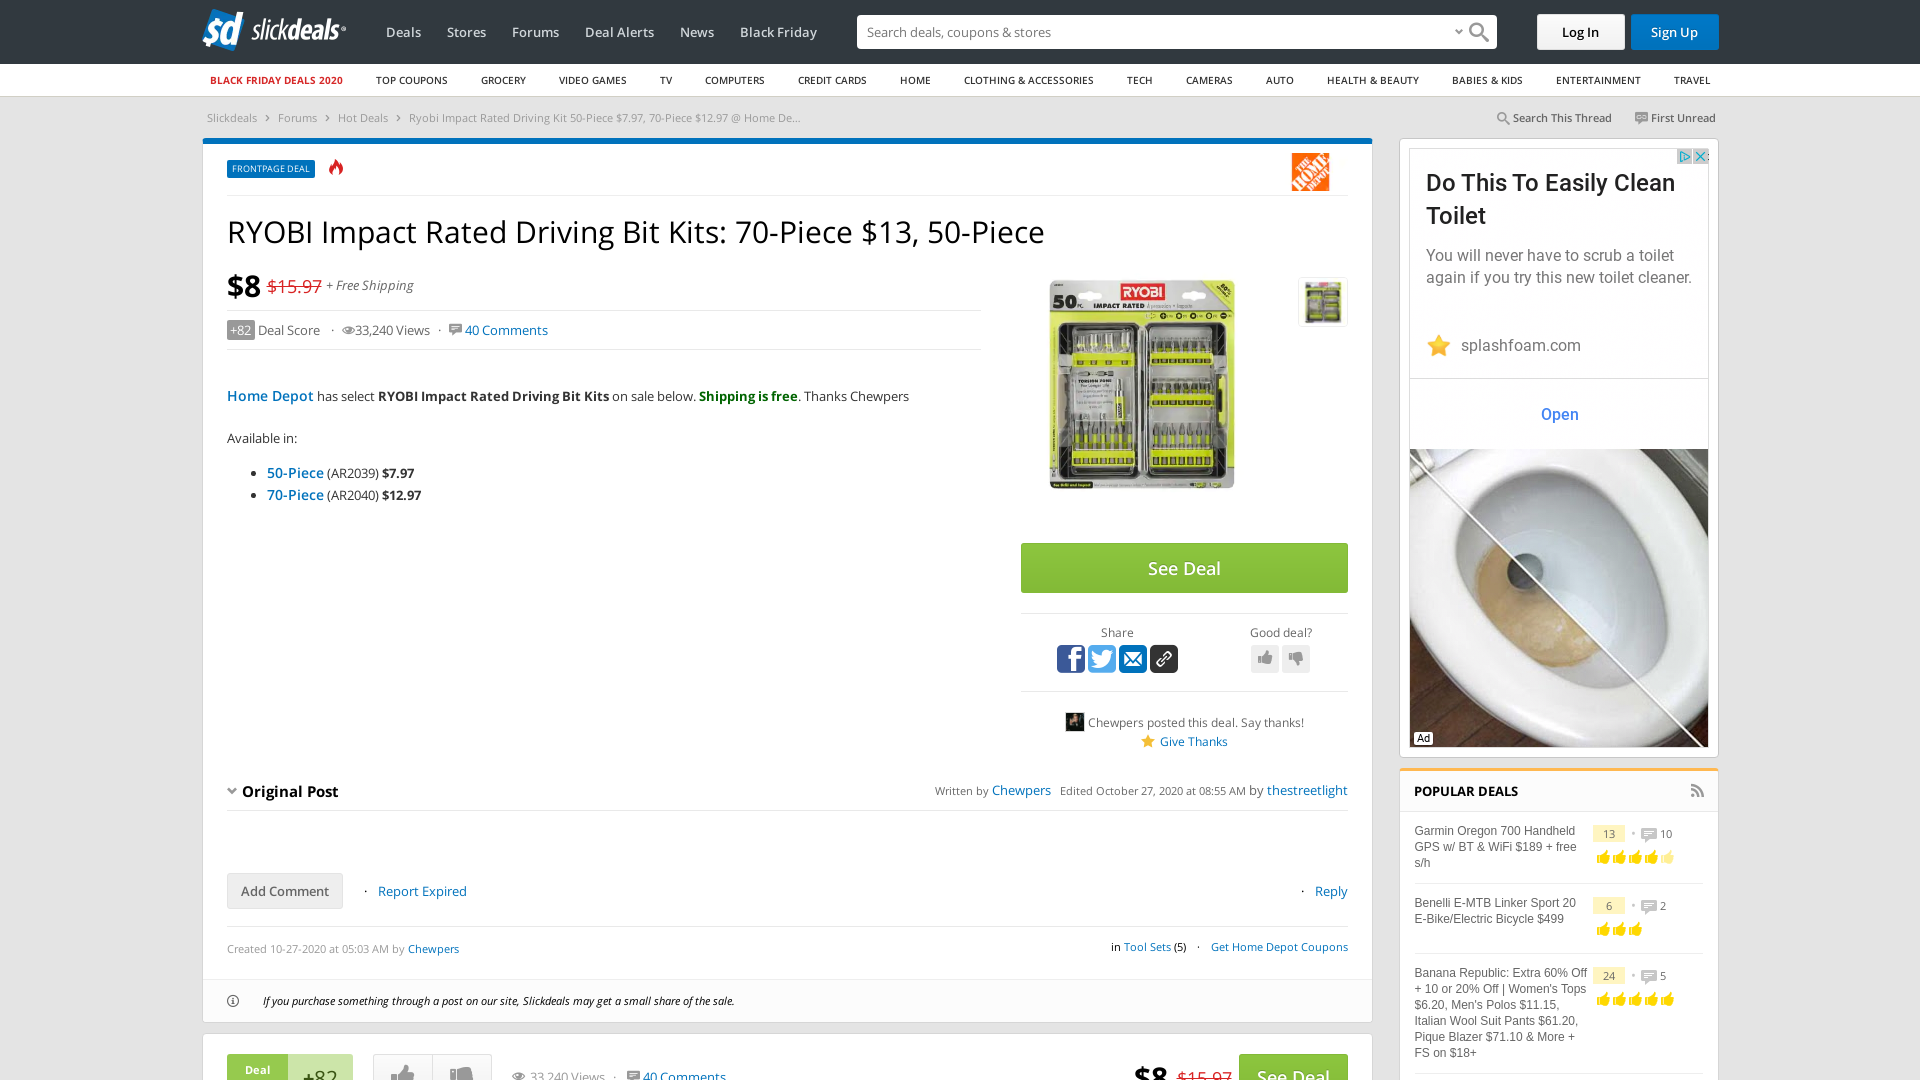 slickdeals
Deals
Stores
Forums
Deal Alerts
News
Black Friday
Search deals, coupons & stores
Log In
Sign Up
BLACK FRIDAY DEALS 2020
TOP COUPONS
GROCERY
VIDEO GAMES
TV
COMPUTERS
CREDIT CARDS
HOME
CLOTHING & ACCESSORIES
TECH
CAMERAS
AUTO
HEALTH & BEAUTY
BABIES & KIDS
ENTERTAINMENT
TRAVEL
Slickdeals › Forums › Hot Deals › Ryobi Impact Rated Driving Kit 50-Piece $7.97, 70-Piece $12.97 @ Home De...
Search This Thread
First Unread
FRONTPAGE DEAL
THE HOME DEPOT
RYOBI Impact Rated Driving Bit Kits: 70-Piece $13, 50-Piece
$8 $15.97 + Free Shipping
+82 Deal Score · 33,240 Views · 40 Comments
Home Depot has select RYOBI Impact Rated Driving Bit Kits on sale below. Shipping is free. Thanks Chewpers
Available in:
50-Piece (AR2039) $7.97
70-Piece (AR2040) $12.97
RYOBI
50 PC.
IMPACT RATED
See Deal
Share
Good deal?
Chewpers posted this deal. Say thanks!
Give Thanks
Original Post
Written by Chewpers Edited October 27, 2020 at 08:55 AM by thestreetlight
Add Comment · Report Expired
· Reply
Created 10-27-2020 at 05:03 AM by Chewpers
in Tool Sets (5) · Get Home Depot Coupons
If you purchase something through a post on our site, Slickdeals may get a small share of the sale.
Deal
+82
33,240 Views · 40 Comments
$8 $15.97
See Deal
Do This To Easily Clean
Toilet
You will never have to scrub a toilet
again if you try this new toilet cleaner.
splashfoam.com
Open
Ad
POPULAR DEALS
Garmin Oregon 700 Handheld
GPS w/ BT & WiFi $189 + free
s/h
13 • 10
Benelli E-MTB Linker Sport 20
E-Bike/Electric Bicycle $499
6 • 2
Banana Republic: Extra 60% Off
+ 10 or 20% Off | Women's Tops
$6.20, Men's Polos $11.15,
Italian Wool Suit Pants $61.20,
Pique Blazer $71.10 & More +
FS on $18+
24 • 5